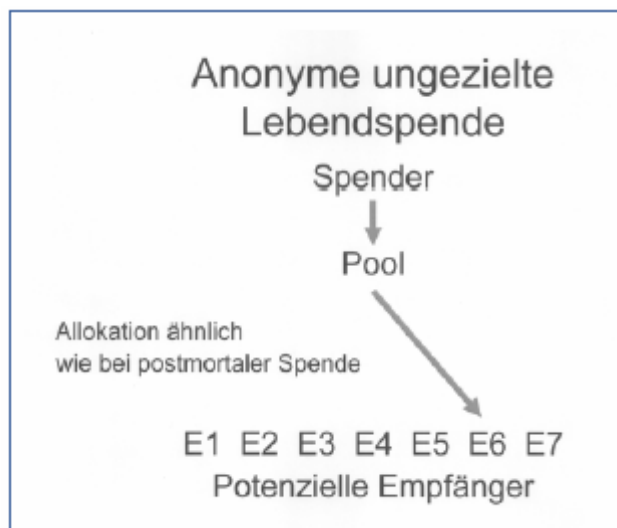 Anonyme ungezielte
Lebendspende
Spender
Pool
Allokation ähnlich
wie bei postmortaler Spende
E1 E2 E3 E4 E5 E6 E7
Potenzielle Empfänger